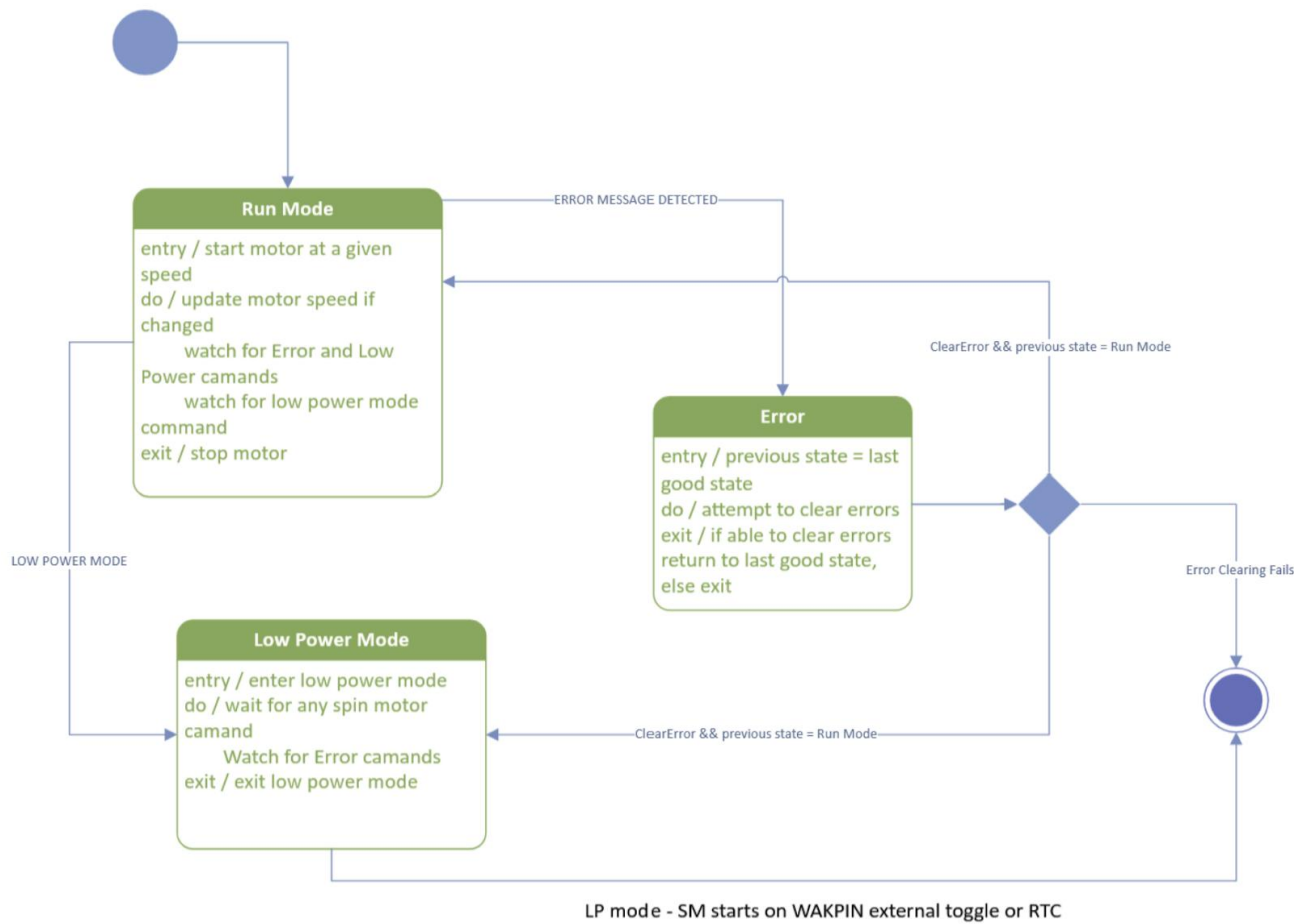 Run Mode
entry / start motor at a given
speed
do / update motor speed if
changed
watch for Error and Low
Power camands
watch for low power mode
command
exit / stop motor
ERROR MESSAGE DETECTED
ClearError && previous state = Run Mode
Error
entry / previous state = last
good state
do / attempt to clear errors
exit / if able to clear errors
return to last good state,
else exit
LOW POWER MODE
Error Clearing Fails
Low Power Mode
entry / enter low power mode
do / wait for any spin motor
camand
Watch for Error camands
exit / exit low power mode
ClearError && previous state = Run Mode
LP mode - SM starts on WAKPIN external toggle or RTC